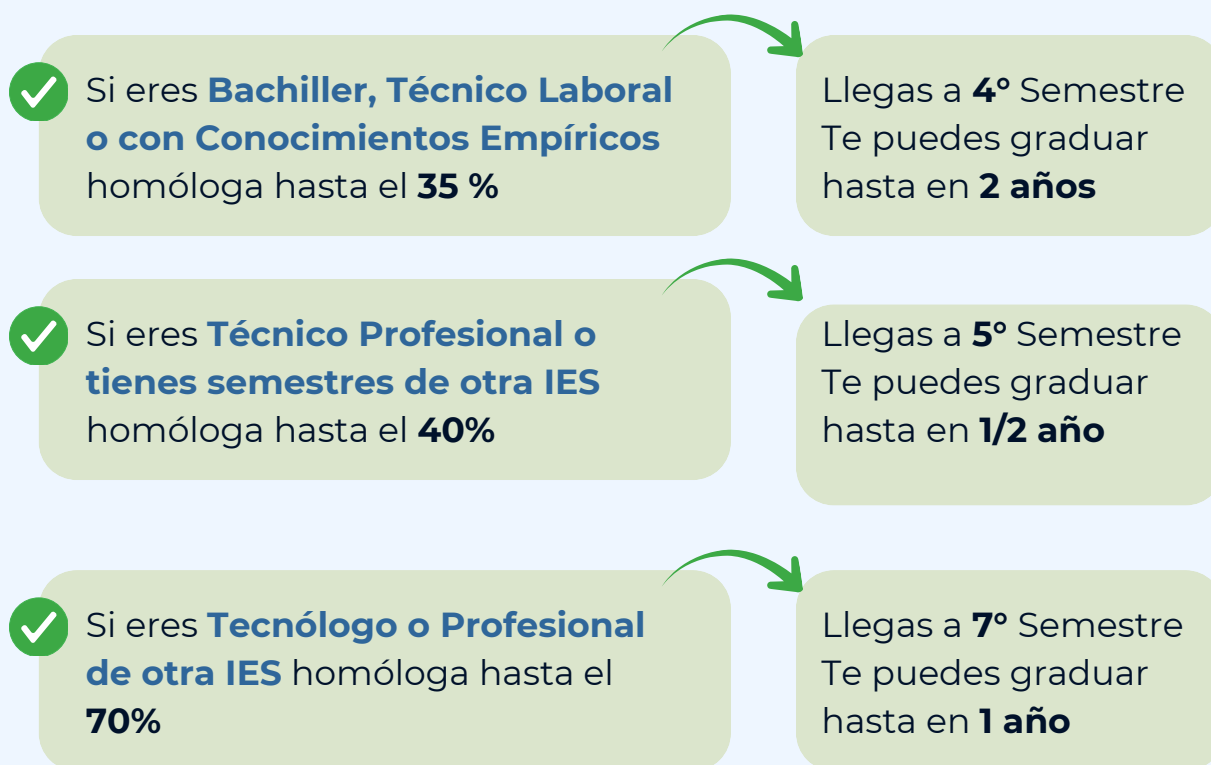 Si eres Bachiller, Técnico Laboral
o con Conocimientos Empíricos
homóloga hasta el 35 %
Llegas a 4° Semestre
Te puedes graduar
hasta en 2 años
Si eres Técnico Profesional o
tienes semestres de otra IES
homóloga hasta el 40%
Llegas a 5° Semestre
Te puedes graduar
hasta en 1/2 año
Si eres Tecnólogo o Profesional
de otra IES homóloga hasta el
70%
Llegas a 7° Semestre
Te puedes graduar
hasta en 1 año